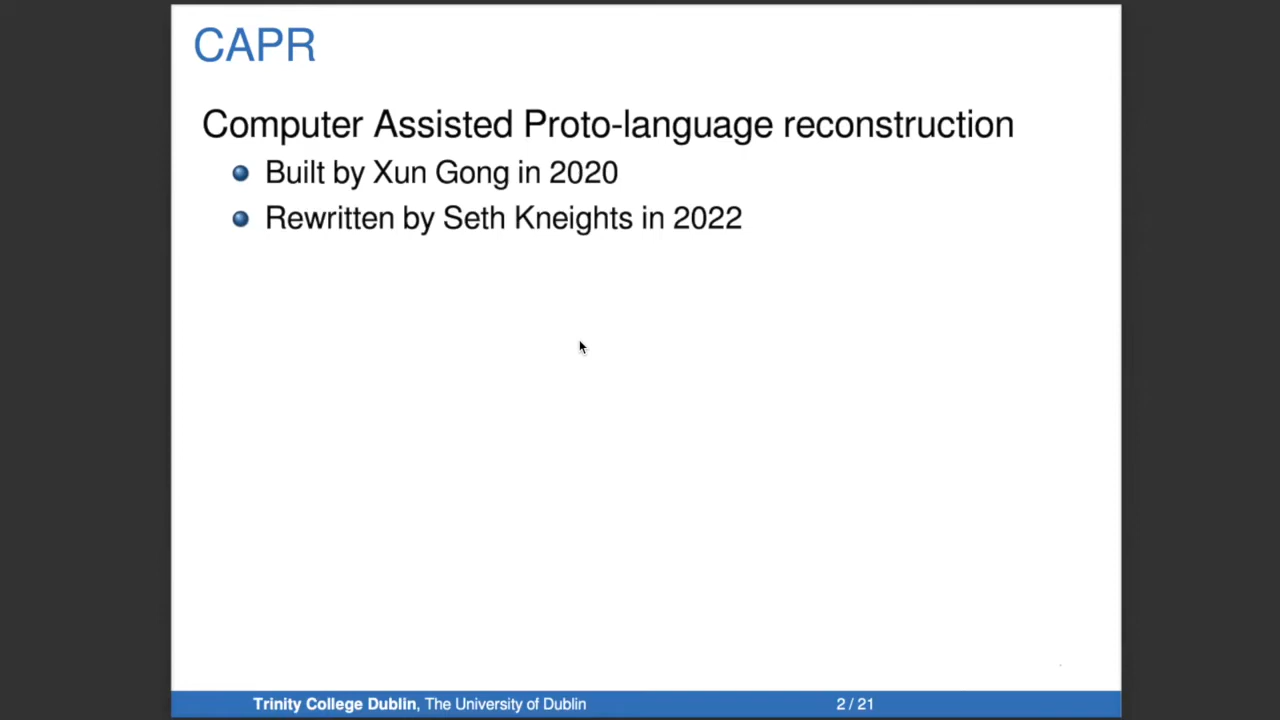 CAPR
Computer Assisted Proto-language reconstruction
Built by Xun Gong in 2020
Rewritten by Seth Kneights in 2022
Trinity College Dublin, The University of Dublin 2 / 21